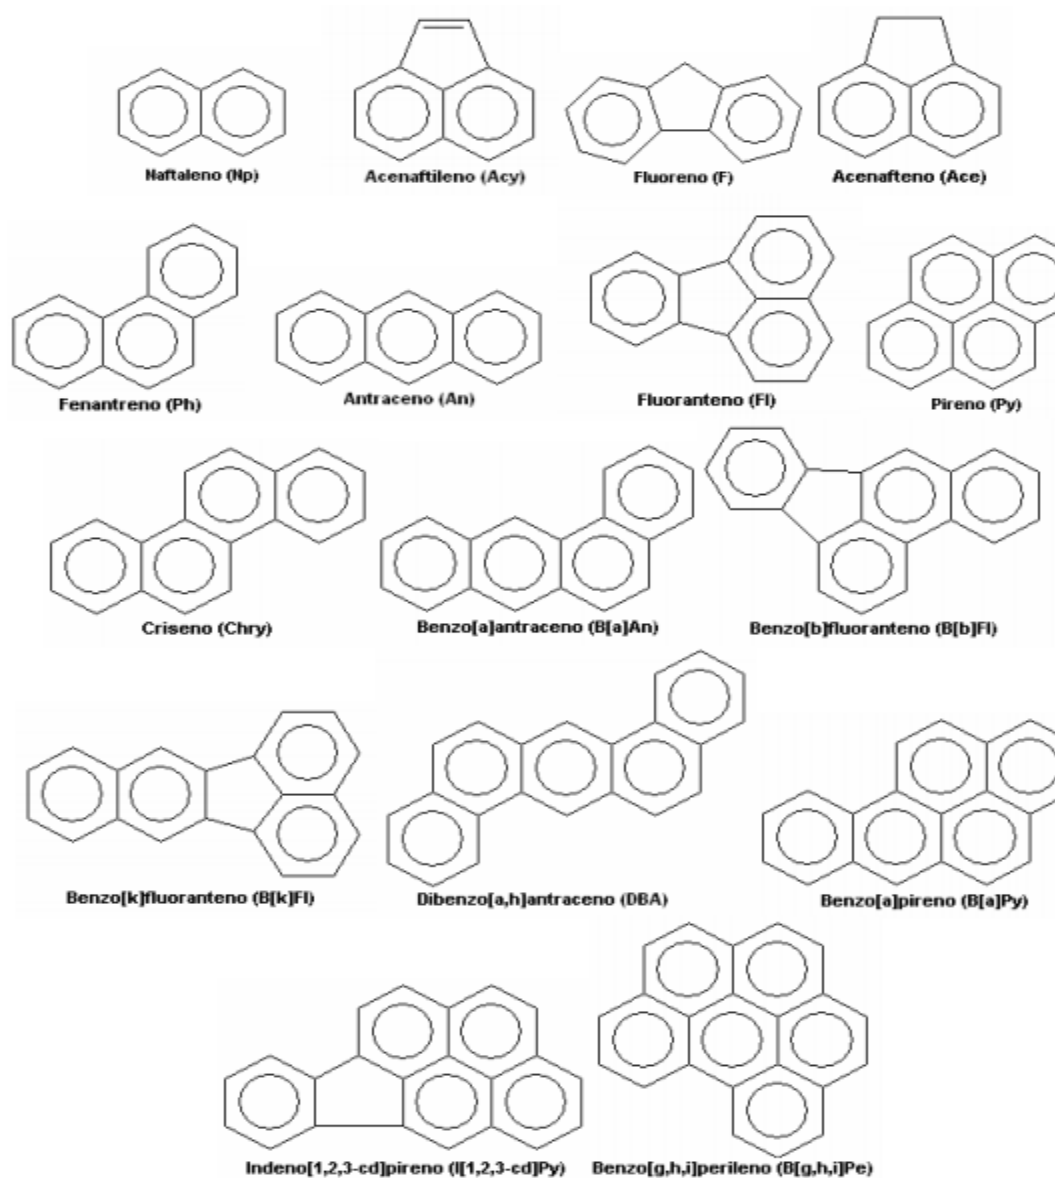 Naftaleno (Np)
Acenaftileno (Acy)
Fluoreno (F)
Acenafteno (Ace)
Fenantreno (Ph)
Antraceno (An)
Fluoranteno (Fl)
Pireno (Py)
Criseno (Chry)
Benzo[a]antraceno (B[a]An)
Benzo[b]fluoranteno (B[b]Fl)
Benzo[k]fluoranteno (B[k]Fl)
Dibenzo[a,h]antraceno (DBA)
Benzo[a]pireno (B[a]Py)
Indeno[1,2,3-cd]pireno (I[1,2,3-cd]Py)
Benzo[g,h,i]perileno (B[g,h,i]Pe)